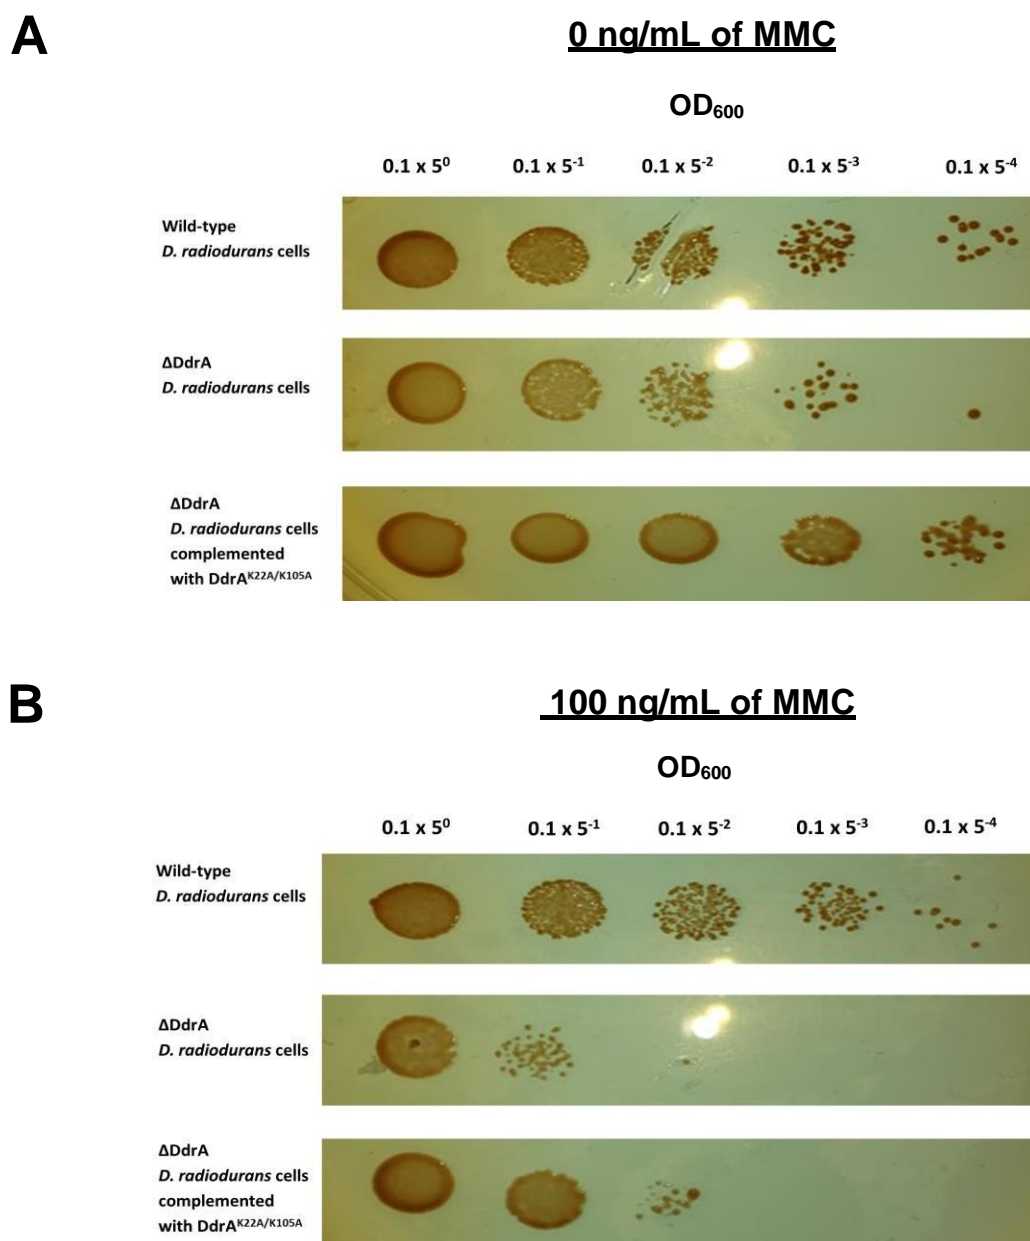 A
0 ng/mL of MMC
OD₆₀₀
0.1 x 5⁰ 0.1 x 5⁻¹ 0.1 x 5⁻² 0.1 x 5⁻³ 0.1 x 5⁻⁴
Wild-type
D. radiodurans cells
ΔDdrA
D. radiodurans cells
ΔDdrA
D. radiodurans cells
complemented
with DdrAᴷ²²ᴬ/ᴷ¹⁰⁵ᴬ
B
100 ng/mL of MMC
OD₆₀₀
0.1 x 5⁰ 0.1 x 5⁻¹ 0.1 x 5⁻² 0.1 x 5⁻³ 0.1 x 5⁻⁴
Wild-type
D. radiodurans cells
ΔDdrA
D. radiodurans cells
ΔDdrA
D. radiodurans cells
complemented
with DdrAᴷ²²ᴬ/ᴷ¹⁰⁵ᴬ